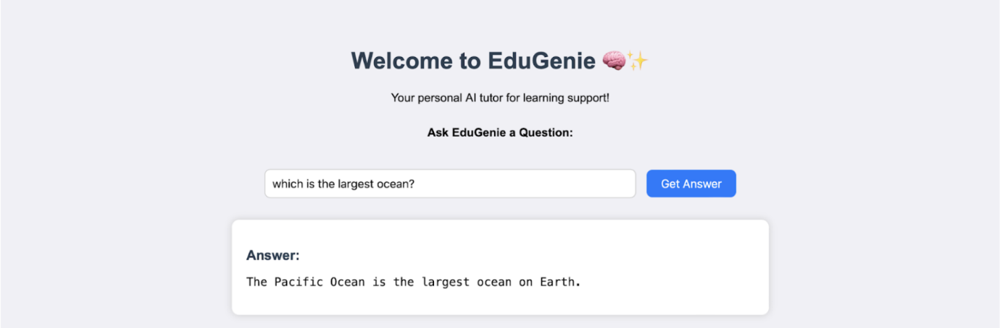 Welcome to EduGenie 🧠✨
Your personal AI tutor for learning support!
Ask EduGenie a Question:
which is the largest ocean? Get Answer
Answer:
The Pacific Ocean is the largest ocean on Earth.